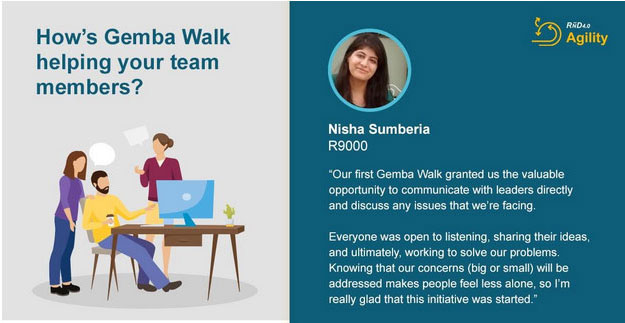 How's Gemba Walk
helping your team
members?
RnD4.0
Agility
Nisha Sumberia
R9000
"Our first Gemba Walk granted us the valuable
opportunity to communicate with leaders directly
and discuss any issues that we're facing.
Everyone was open to listening, sharing their ideas,
and ultimately, working to solve our problems.
Knowing that our concerns (big or small) will be
addressed makes people feel less alone, so I'm
really glad that this initiative was started."